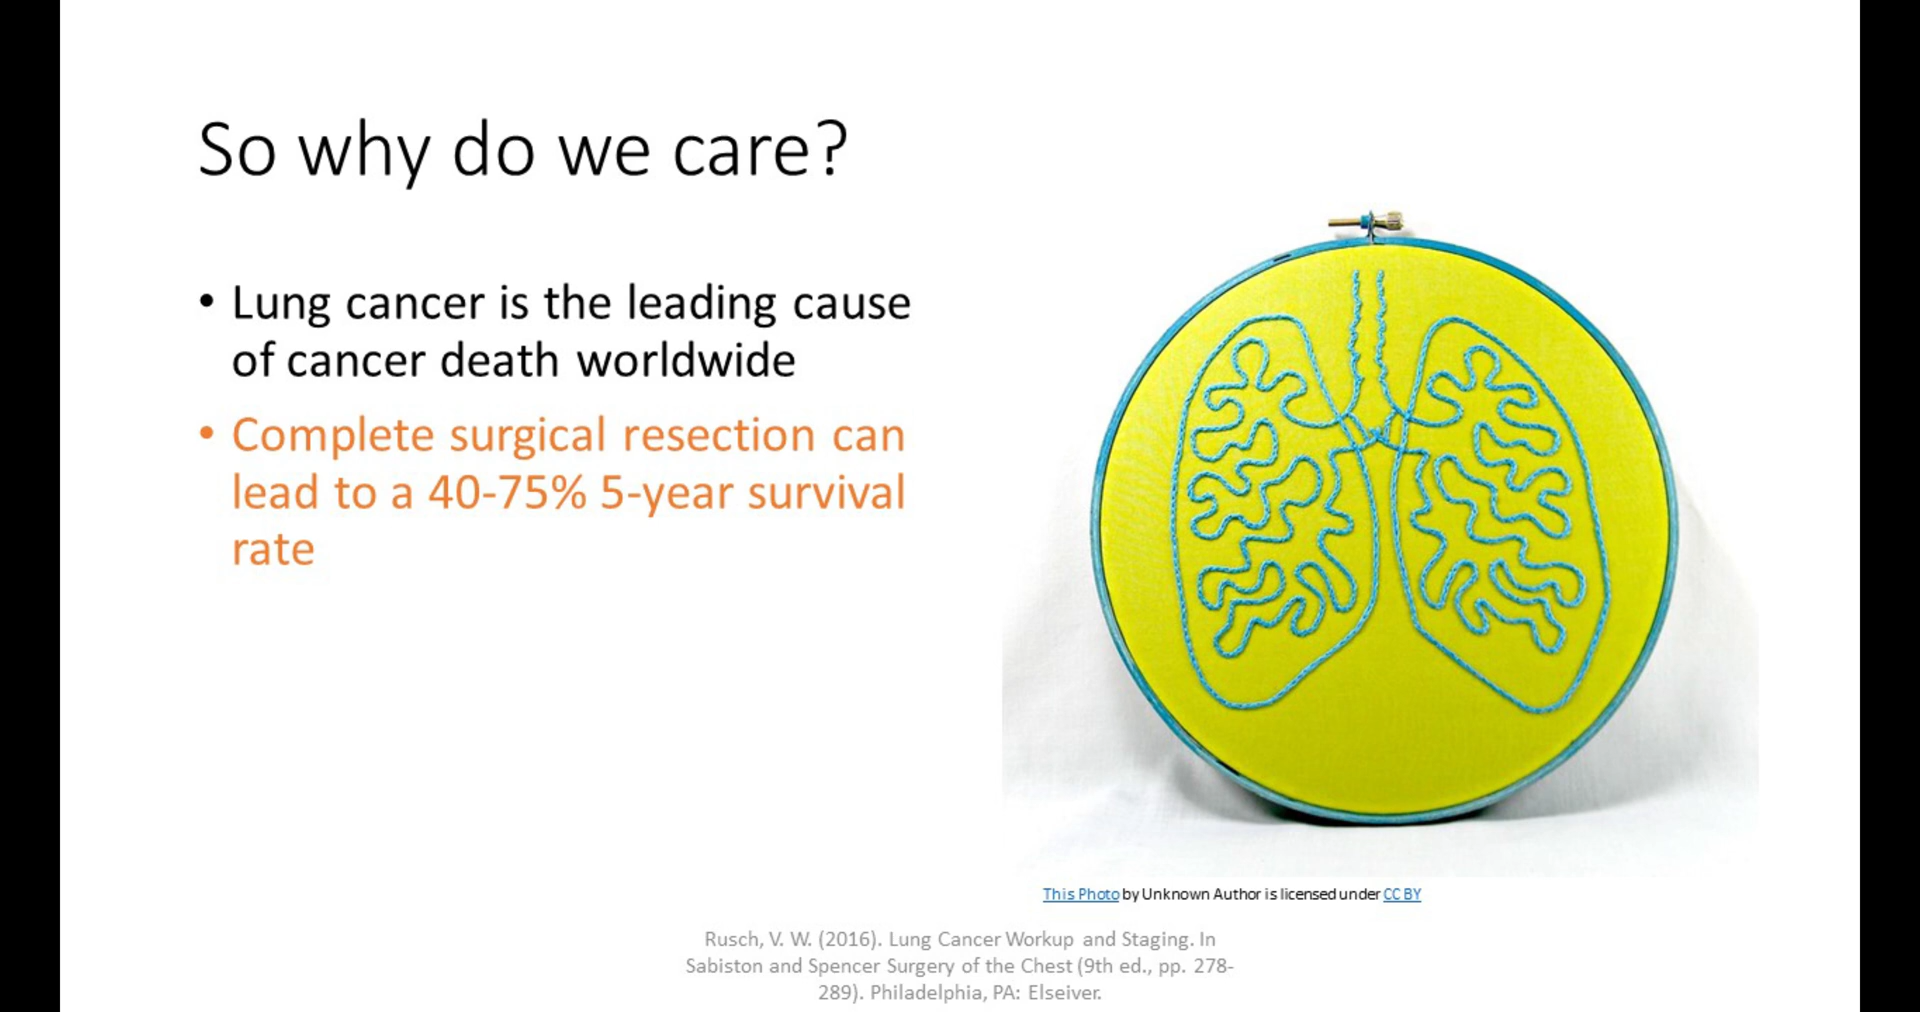 So why do we care?
• Lung cancer is the leading cause
of cancer death worldwide
• Complete surgical resection can
lead to a 40-75% 5-year survival
rate
This Photo by Unknown Author is licensed under CC BY
Rusch, V. W. (2016). Lung Cancer Workup and Staging. In
Sabiston and Spencer Surgery of the Chest (9th ed., pp. 278-
289). Philadelphia, PA: Elseiver.